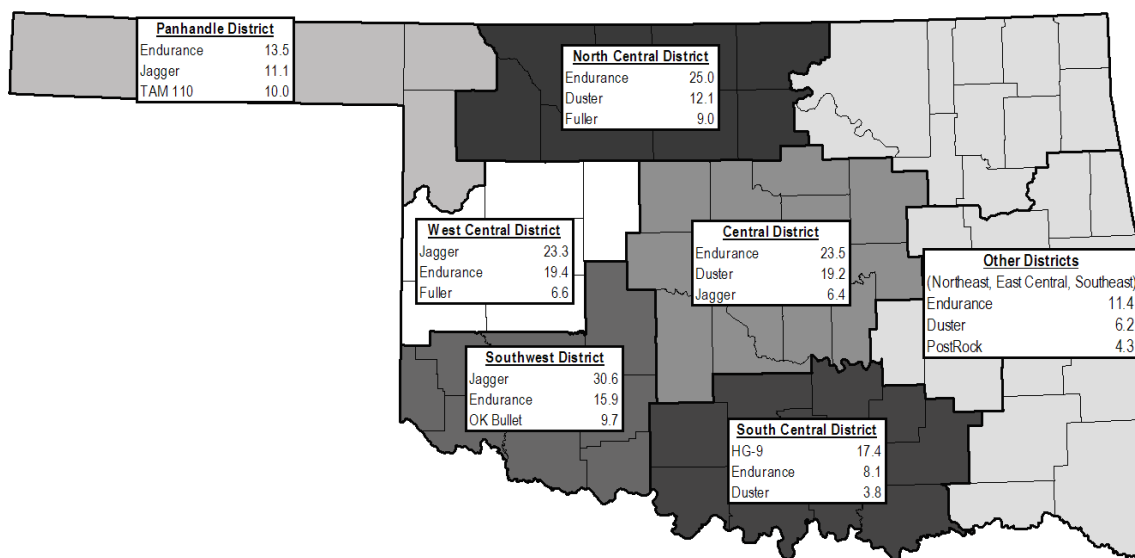 Panhandle District
Endurance 13.5
Jagger 11.1
TAM 110 10.0
North Central District
Endurance 25.0
Duster 12.1
Fuller 9.0
West Central District
Jagger 23.3
Endurance 19.4
Fuller 6.6
Central District
Endurance 23.5
Duster 19.2
Jagger 6.4
Other Districts
(Northeast, East Central, Southeast)
Endurance 11.4
Duster 6.2
PostRock 4.3
Southwest District
Jagger 30.6
Endurance 15.9
OK Bullet 9.7
South Central District
HG-9 17.4
Endurance 8.1
Duster 3.8